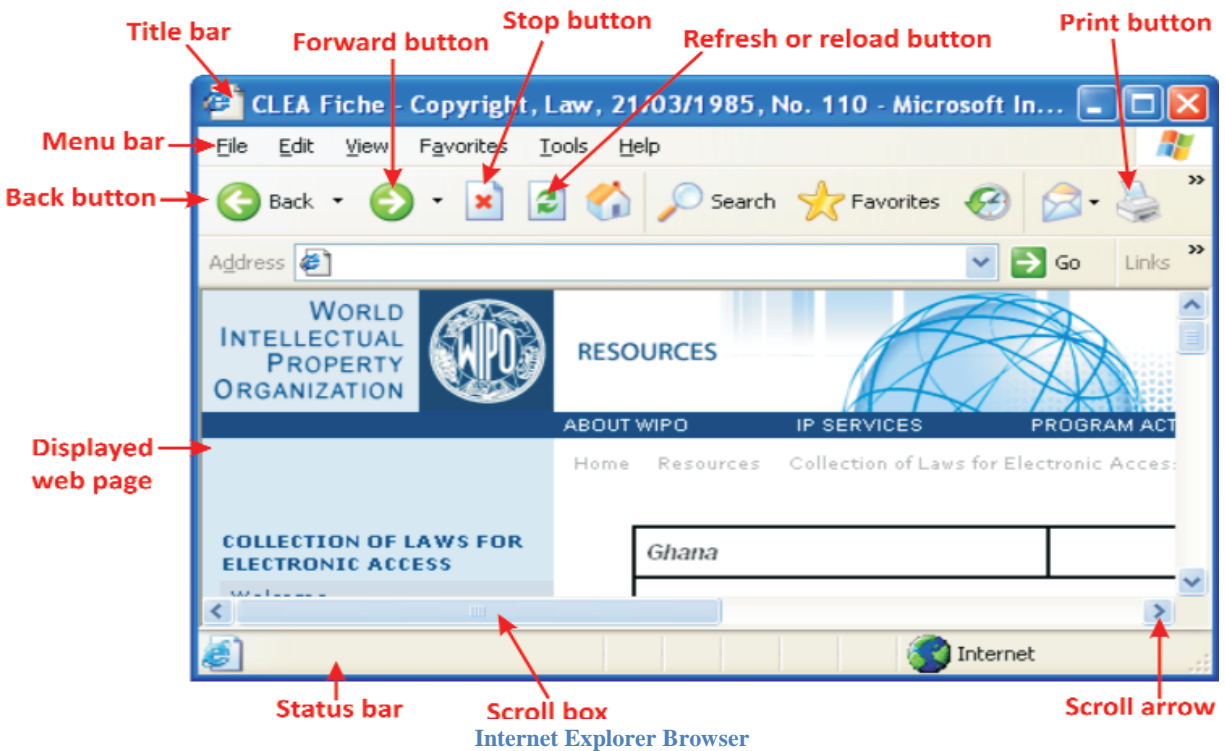 Stop button
Print button
Title bar
Forward button
Refresh or reload button
CLEA Fiche - Copyright, Law, 21/03/1985, No. 110 - Microsoft In...
Menu bar
File Edit View Favorites Tools Help
Back button
Back Search Favorites
Address Go Links
WORLD
INTELLECTUAL
PROPERTY
ORGANIZATION
WIPO
RESOURCES
ABOUT WIPO IP SERVICES PROGRAM ACT
Displayed
web page
Home Resources Collection of Laws for Electronic Acces
COLLECTION OF LAWS FOR
ELECTRONIC ACCESS
Ghana
Welcome
Internet
Status bar
Scroll box
Scroll arrow
Internet Explorer Browser